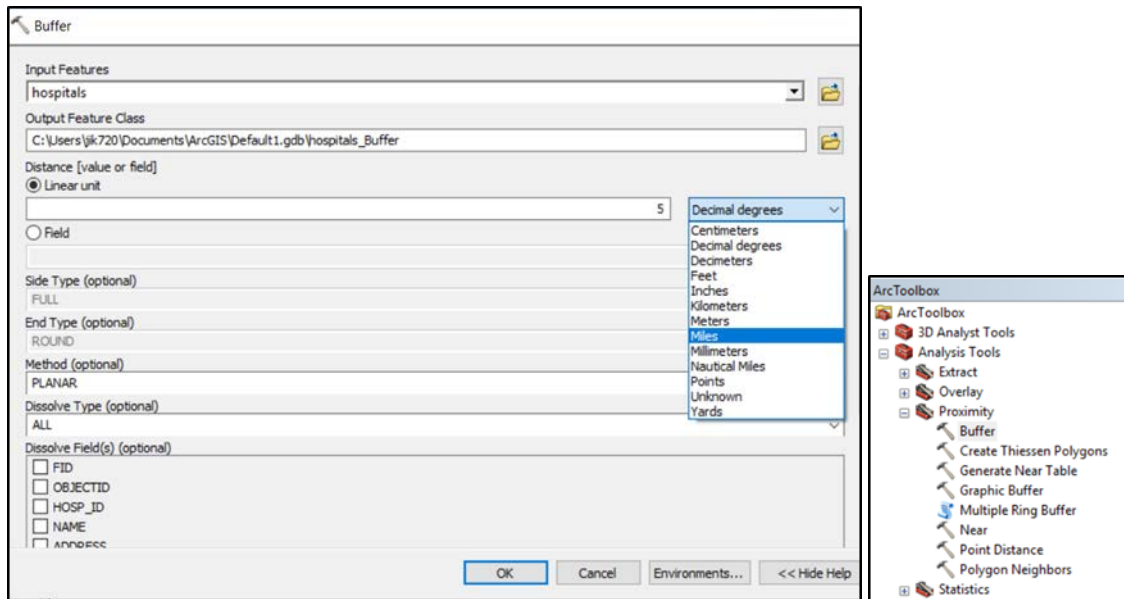 Buffer
Input Features
hospitals
Output Feature Class
C:\Users\jik720\Documents\ArcGIS\Default1.gdb\hospitals_Buffer
Distance [value or field]
Linear unit
5 Decimal degrees
Centimeters
Decimal degrees
Decimeters
Feet
Inches
Kilometers
Meters
Miles
Millimeters
Nautical Miles
Points
Unknown
Yards
Field
Side Type (optional)
FULL
End Type (optional)
ROUND
Method (optional)
PLANAR
Dissolve Type (optional)
ALL
Dissolve Field(s) (optional)
FID
OBJECTID
HOSP_ID
NAME
ADDRESS
OK Cancel Environments... << Hide Help
ArcToolbox
ArcToolbox
3D Analyst Tools
Analysis Tools
Extract
Overlay
Proximity
Buffer
Create Thiessen Polygons
Generate Near Table
Graphic Buffer
Multiple Ring Buffer
Near
Point Distance
Polygon Neighbors
Statistics